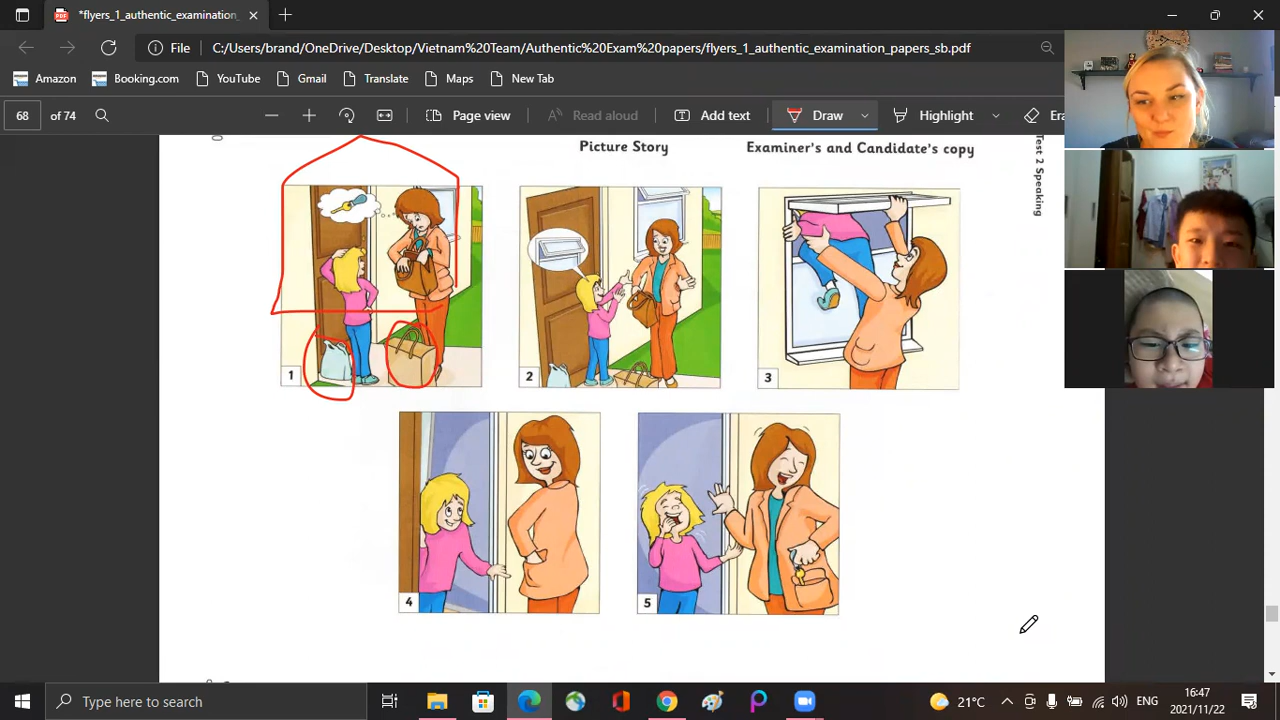 *flyers_1_authentic_examination_
File
C:/Users/brand/OneDrive/Desktop/Vietnam%20Team/Authentic%20Exam%20papers/flyers_1_authentic_examination_papers_sb.pdf
Amazon
Booking.com
YouTube
Gmail
Translate
Maps
New Tab
68 of 74
Page view
Read aloud
Add text
Draw
Highlight
Era
Picture Story
Examiner's and Candidate's copy
Test 2 Speaking
1
2
3
4
5
Type here to search
21°C
ENG
16:47
2021/11/22